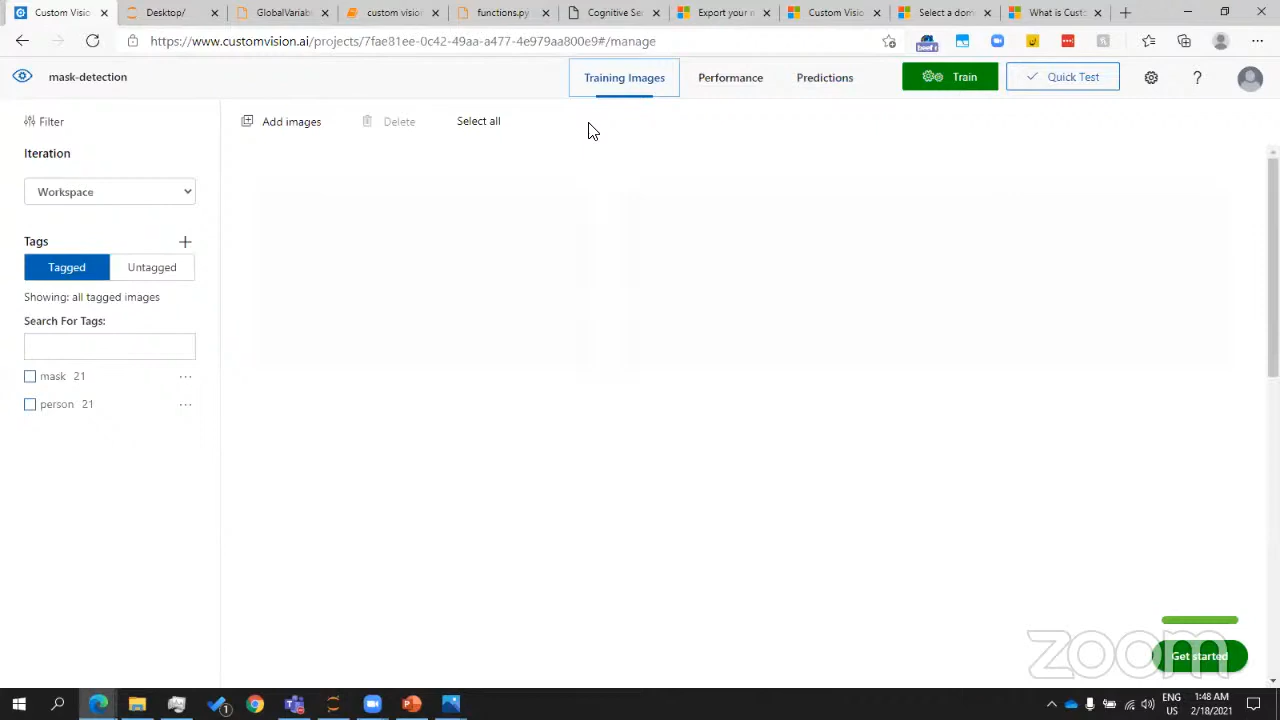 Custom Visi
Desktop/
GlobalVariab
custom vision
functions.py
Cognitive Se
Export your m
Custom Visio
Select a dom
What is Custo
https://www.customvision.ai/projects/7fae81ee-0c42-49aa-a477-4e979aa800e9#/manage
mask-detection
Training Images
Performance
Predictions
Train
Quick Test
Filter
Add images
Delete
Select all
Iteration
Workspace
Tags
Tagged
Untagged
Showing: all tagged images
Search For Tags:
mask 21
person 21
zoom
Get started
ENG
US
1:48 AM
2/18/2021